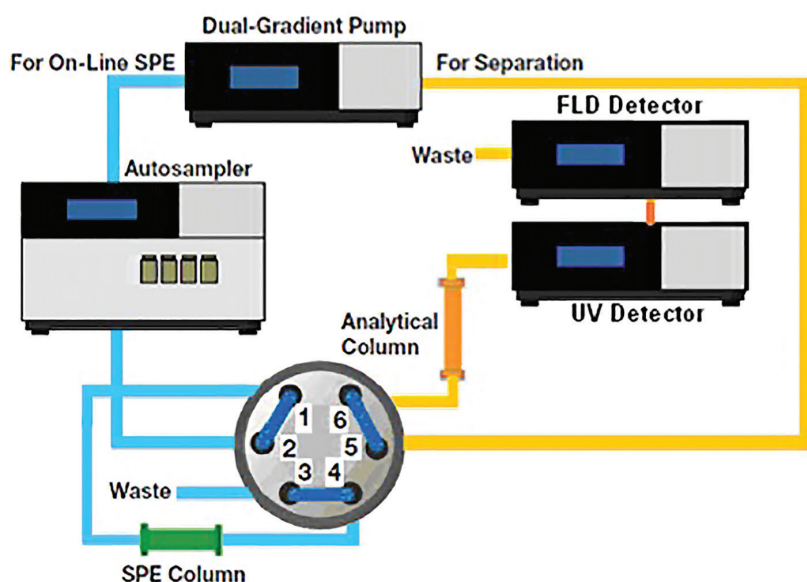 Dual-Gradient Pump
For On-Line SPE
For Separation
FLD Detector
Waste
Autosampler
UV Detector
Analytical
Column
1
6
2
5
3
4
Waste
SPE Column